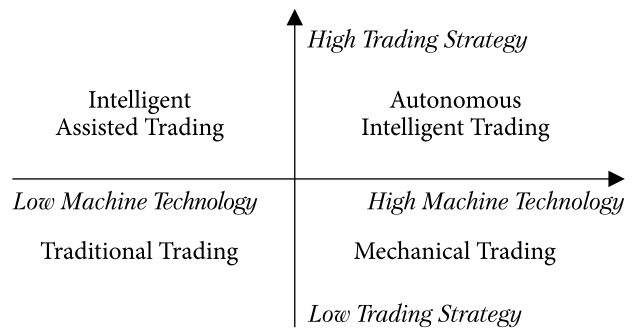 High Trading Strategy
Intelligent
Assisted Trading
Autonomous
Intelligent Trading
Low Machine Technology
High Machine Technology
Traditional Trading
Mechanical Trading
Low Trading Strategy